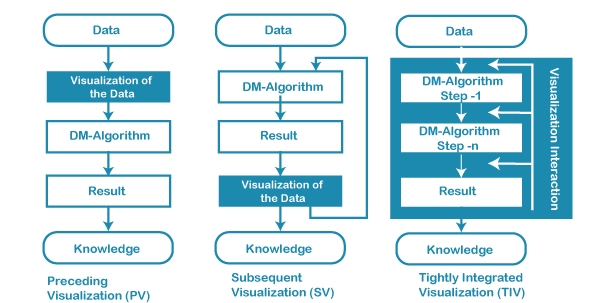 Data
Visualization of
the Data
DM-Algorithm
Result
Knowledge
Preceding
Visualization (PV)
Data
DM-Algorithm
Result
Visualization of
the Data
Knowledge
Subsequent
Visualization (SV)
Data
DM-Algorithm
Step -1
DM-Algorithm
Step -n
Result
Visualization Interaction
Knowledge
Tightly Integrated
Visualization (TIV)